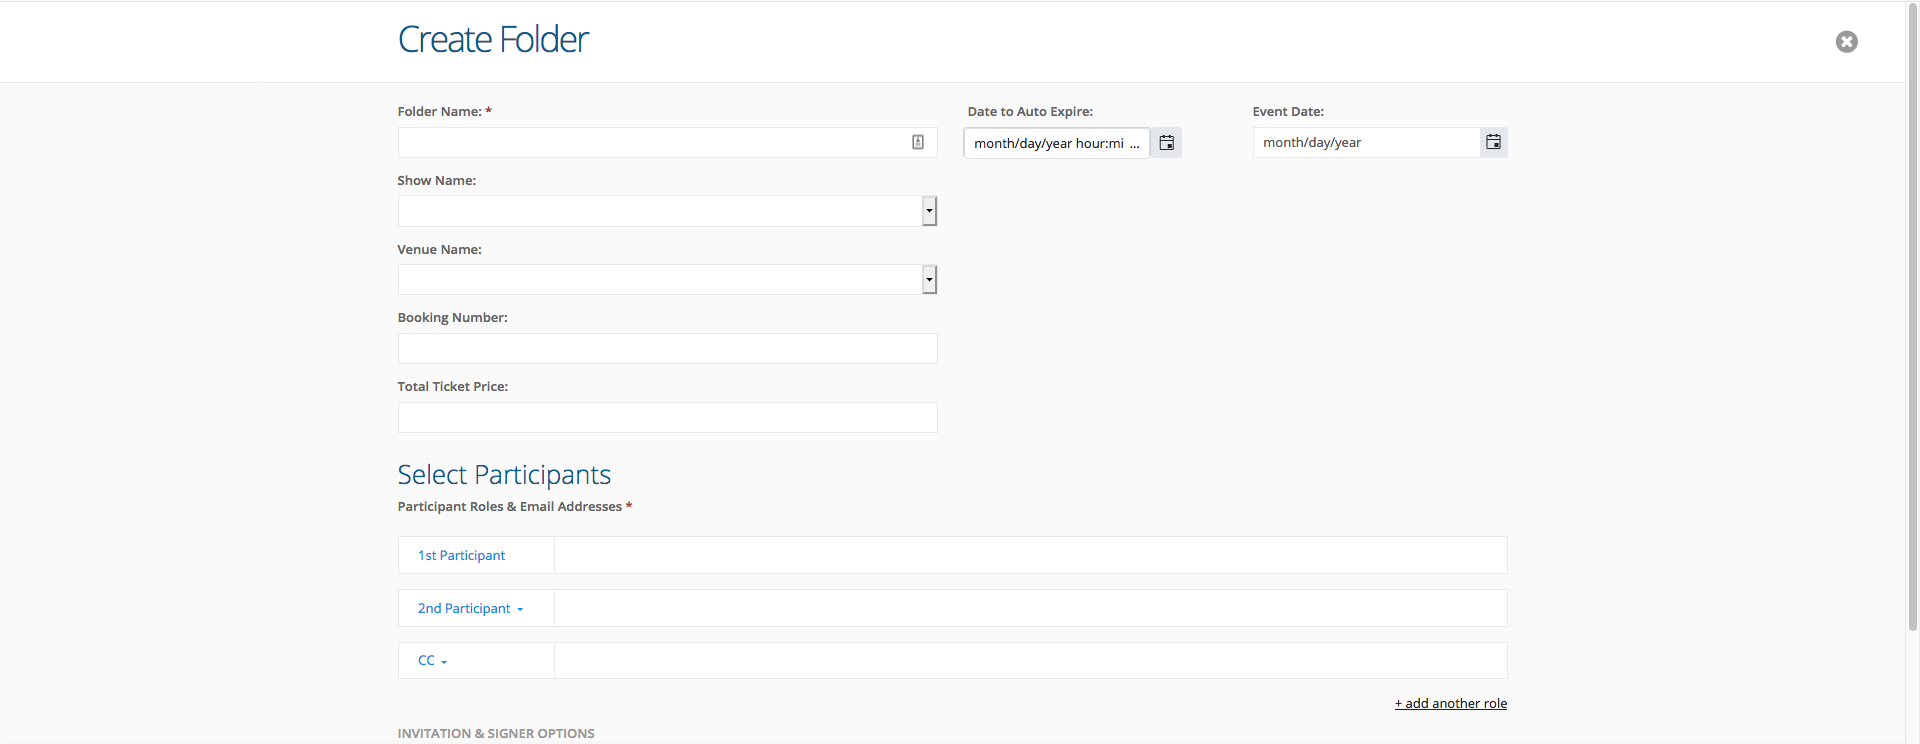 Create Folder
Folder Name: *
Date to Auto Expire:
Event Date:
month/day/year hour:mi ...
month/day/year
Show Name:
Venue Name:
Booking Number:
Total Ticket Price:
Select Participants
Participant Roles & Email Addresses *
1st Participant
2nd Participant
CC
+ add another role
INVITATION & SIGNER OPTIONS